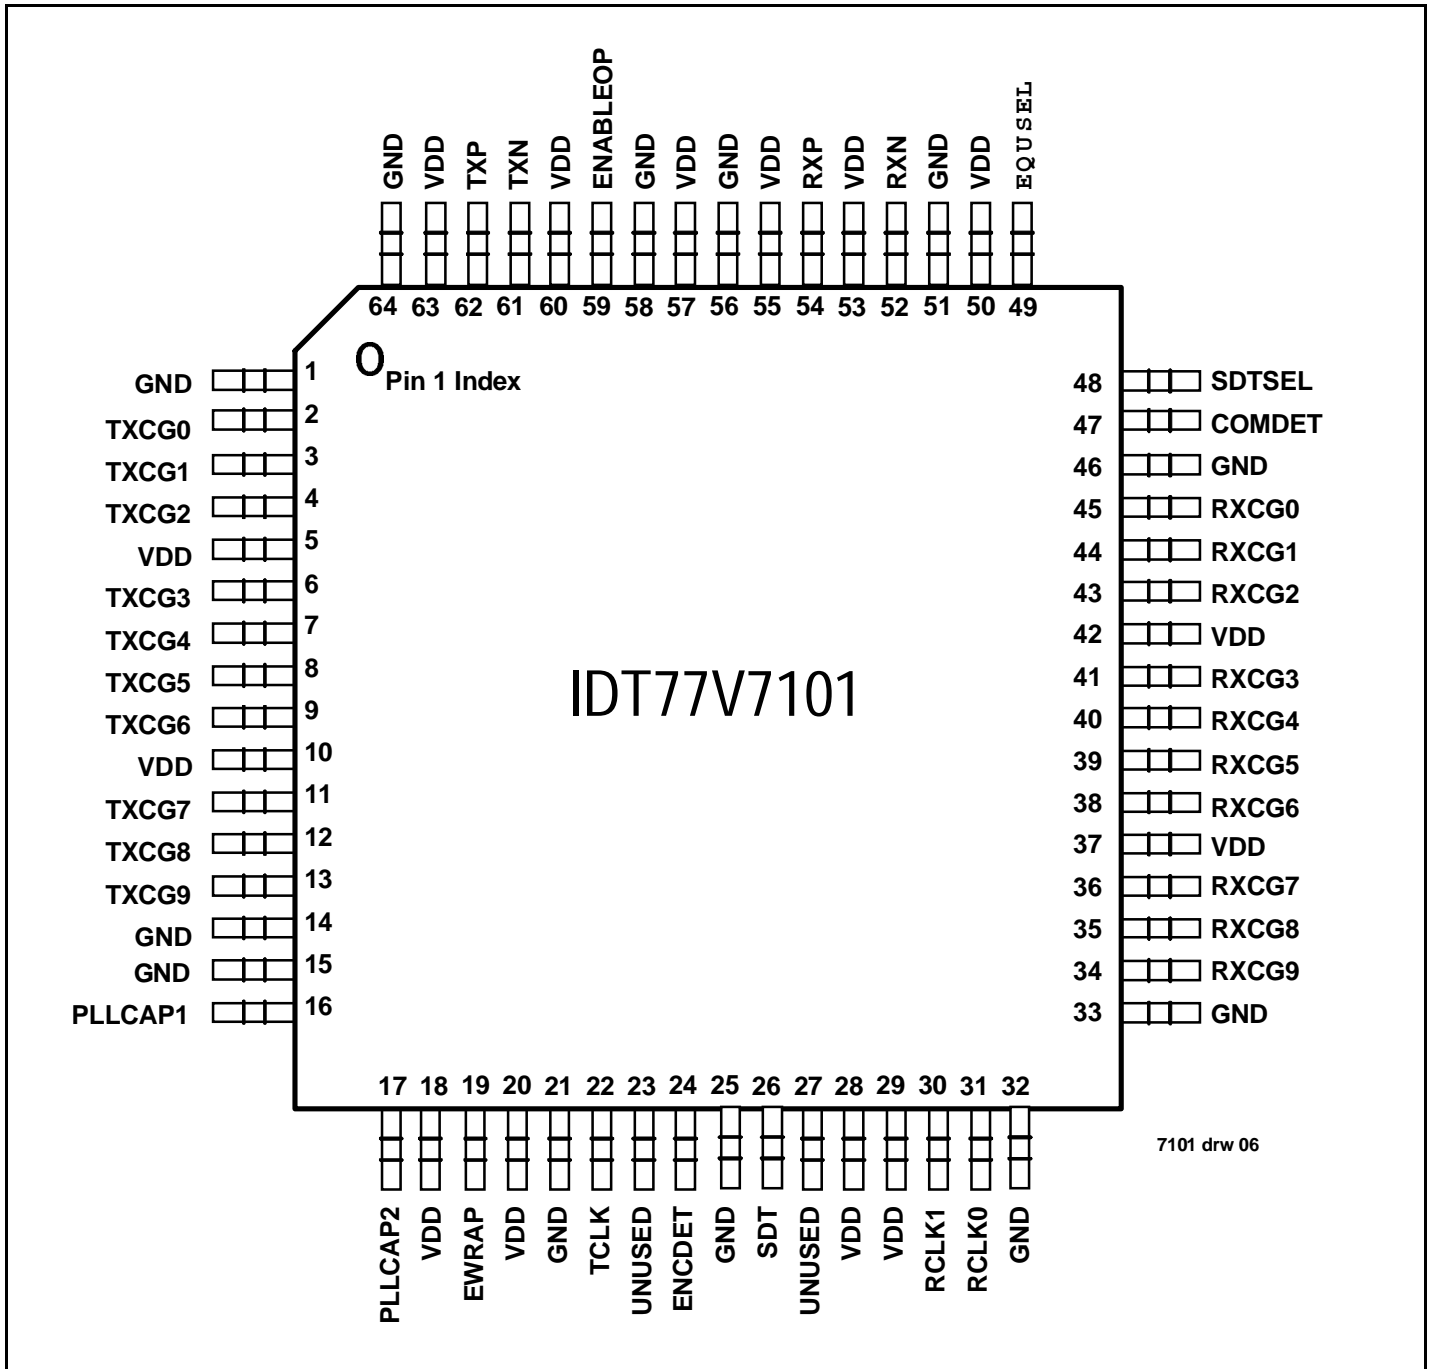 GND VDD TXP TXN VDD ENABLEOP GND VDD GND VDD RXP VDD RXN GND VDD EQUSEL
64 63 62 61 60 59 58 57 56 55 54 53 52 51 50 49
Pin 1 Index
GND 1
TXCG0 2
TXCG1 3
TXCG2 4
VDD 5
TXCG3 6
TXCG4 7
TXCG5 8
TXCG6 9
VDD 10
TXCG7 11
TXCG8 12
TXCG9 13
GND 14
GND 15
PLLCAP1 16
IDT77V7101
48 SDTSEL
47 COMDET
46 GND
45 RXCG0
44 RXCG1
43 RXCG2
42 VDD
41 RXCG3
40 RXCG4
39 RXCG5
38 RXCG6
37 VDD
36 RXCG7
35 RXCG8
34 RXCG9
33 GND
17 18 19 20 21 22 23 24 25 26 27 28 29 30 31 32
PLLCAP2 VDD EWRAP VDD GND TCLK UNUSED ENCDET GND SDT UNUSED VDD VDD RCLK1 RCLK0 GND
7101 drw 06